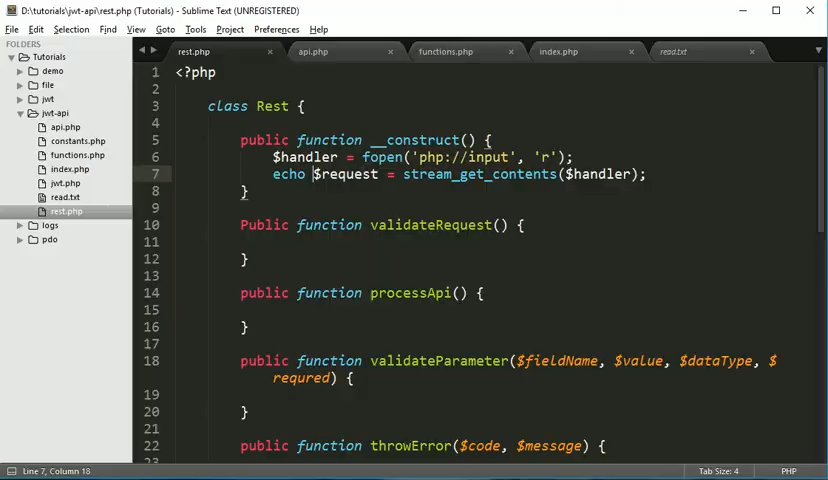 D:\tutorials\jwt-api\rest.php (Tutorials) - Sublime Text (UNREGISTERED)
File Edit Selection Find View Goto Tools Project Preferences Help
FOLDERS
Tutorials
demo
file
jwt
jwt-api
api.php
constants.php
functions.php
index.php
jwt.php
read.txt
rest.php
logs
pdo
rest.php api.php functions.php index.php read.txt
1 <?php
2
3 class Rest {
4
5 public function __construct() {
6 $handler = fopen('php://input', 'r');
7 echo $request = stream_get_contents($handler);
8 }
9
10 Public function validateRequest() {
11
12 }
13
14 public function processApi() {
15
16 }
17
18 public function validateParameter($fieldName, $value, $dataType, $
requred) {
19
20 }
21
22 public function throwError($code, $message) {
23
Line 7, Column 18 Tab Size: 4 PHP